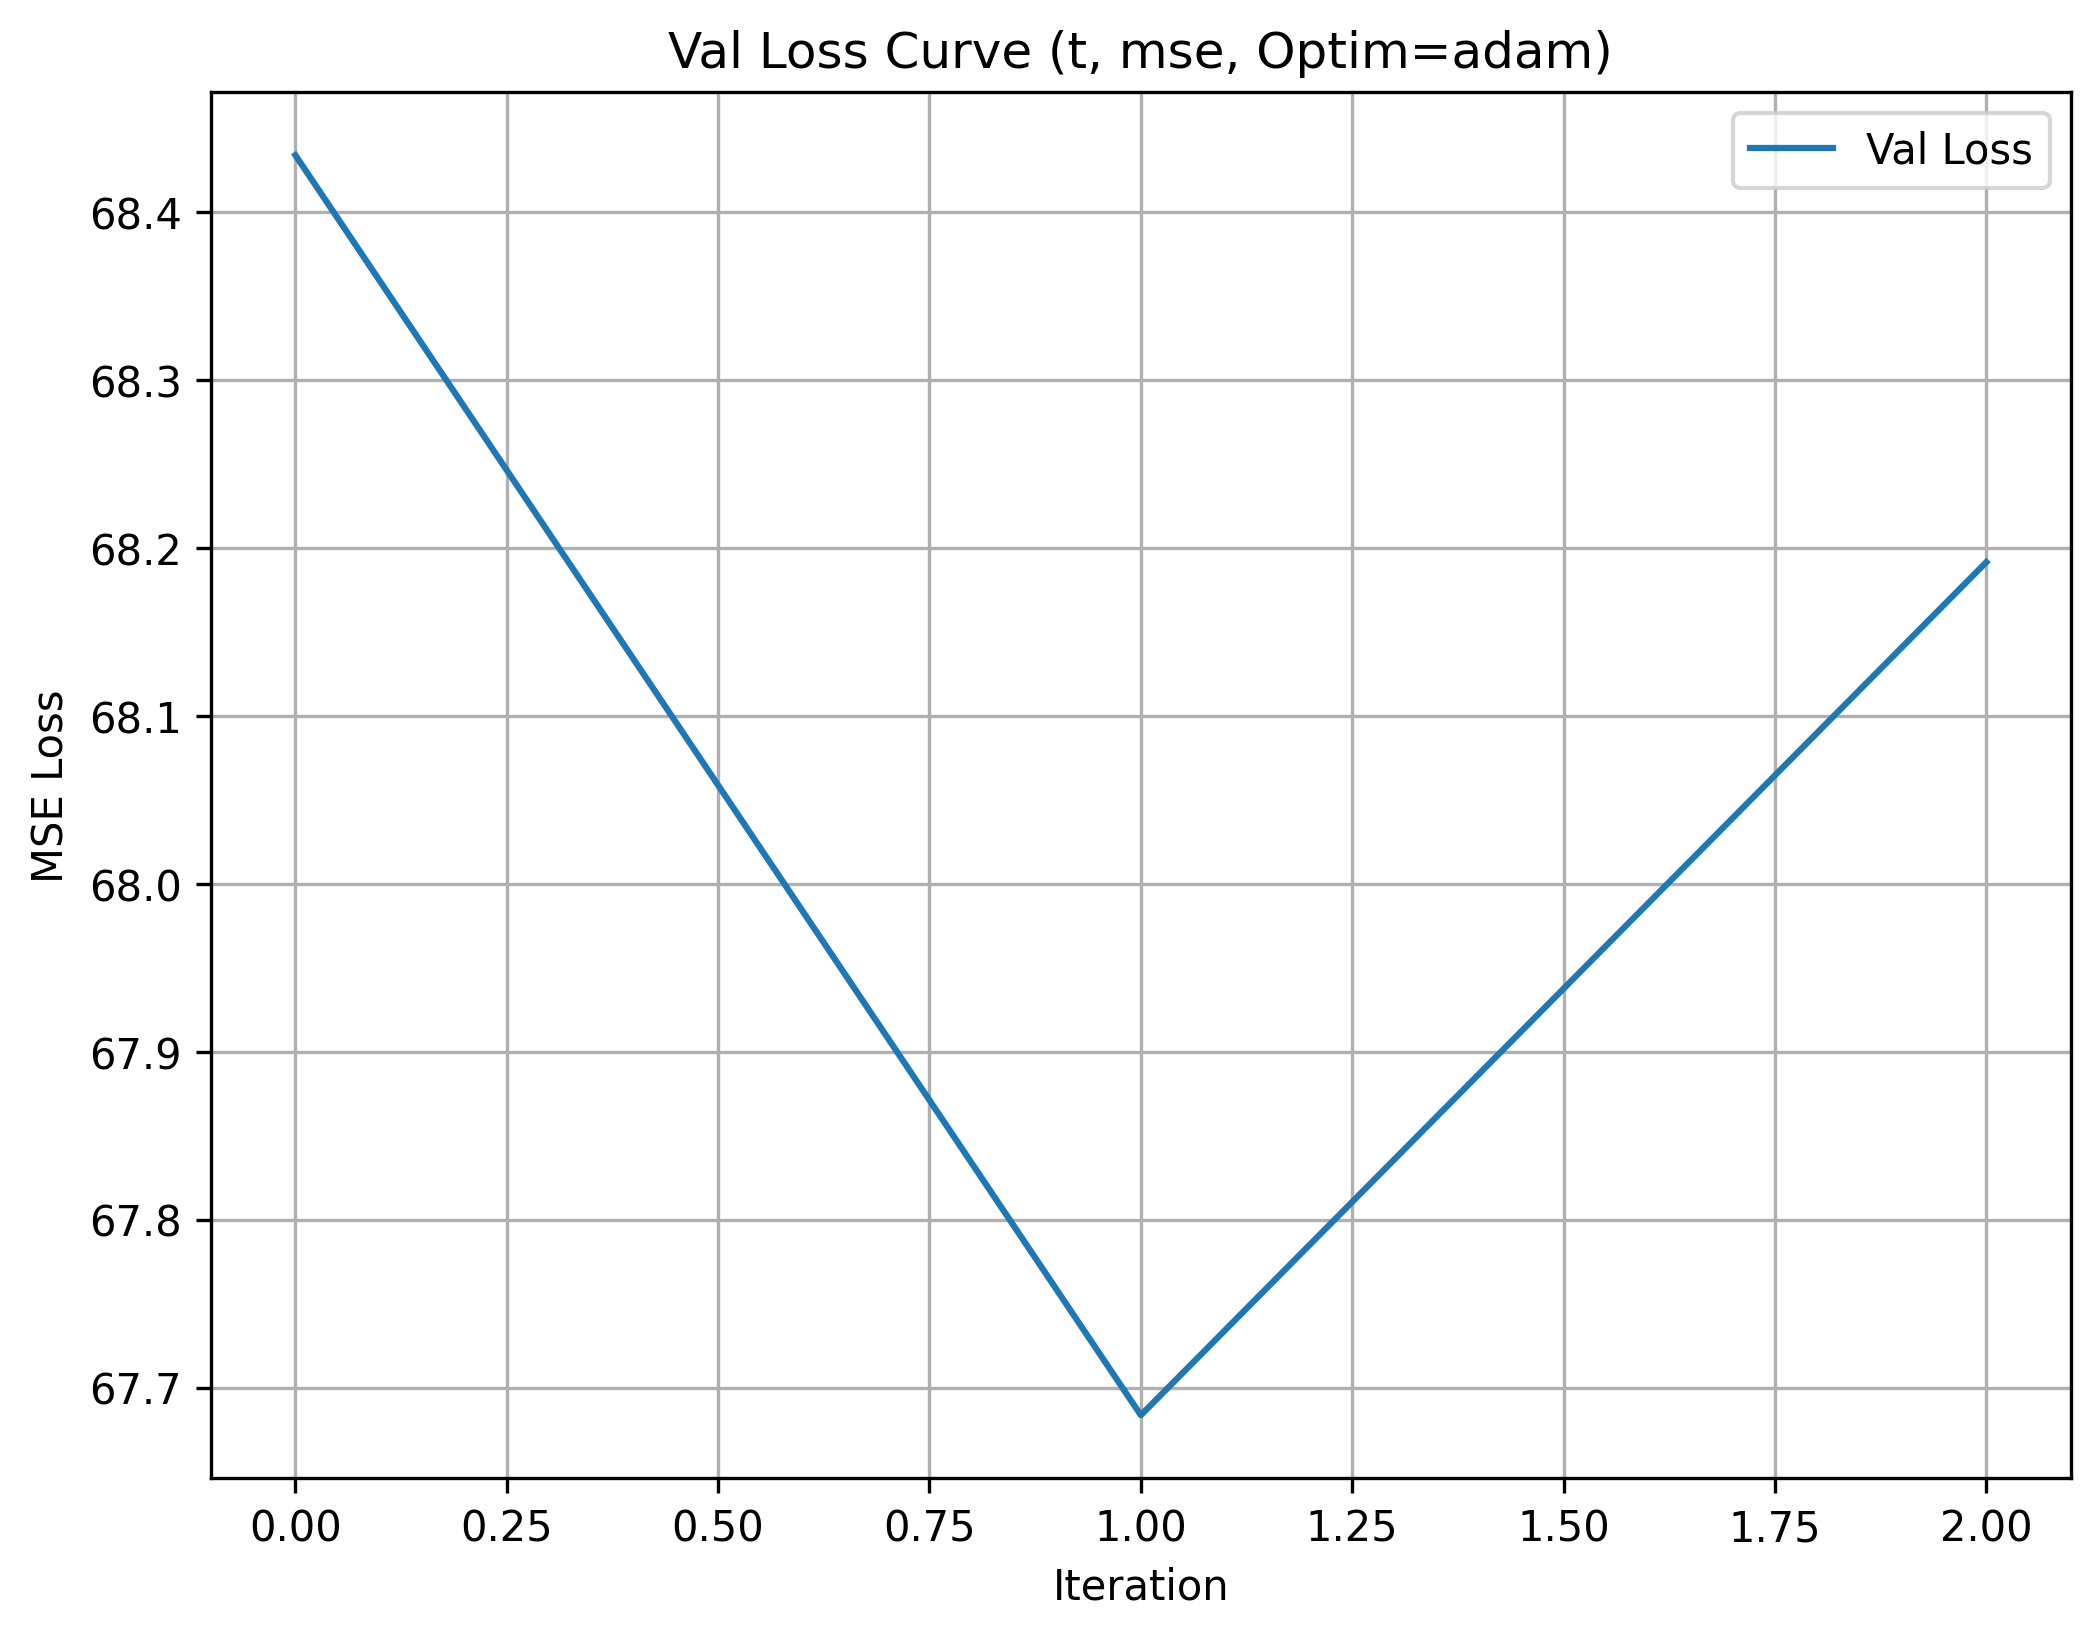 Val Loss Curve (t, mse, Optim=adam)
Val Loss
68.4
68.3
68.2
68.1
68.0
67.9
67.8
67.7
MSE Loss
0.00 0.25 0.50 0.75 1.00 1.25 1.50 1.75 2.00
Iteration